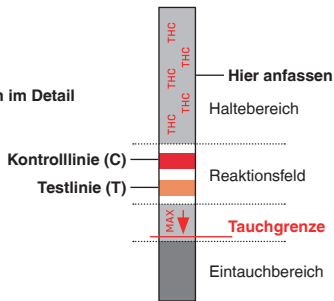 THC
THC
THC
THC
THC
Hier anfassen
n im Detail
Haltebereich
Kontrolllinie (C)
Reaktionsfeld
Testlinie (T)
MAX
Tauchgrenze
Eintauchbereich